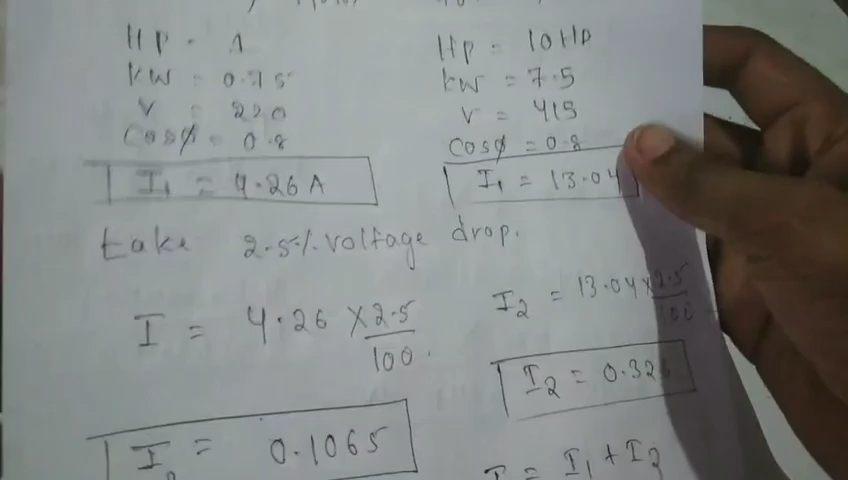 HP = 1
KW = 0.75
V = 220
Cosφ = 0.8
I₁ = 4.26A
HP = 10HP
KW = 7.5
V = 415
Cosφ = 0.8
I₁ = 13.04
take 2.5% voltage drop.
I = 4.26 × 2.5/100.
I₂ = 0.1065
I₂ = 13.04 × 2.5/100
I₂ = 0.326
I = I₁ + I₂